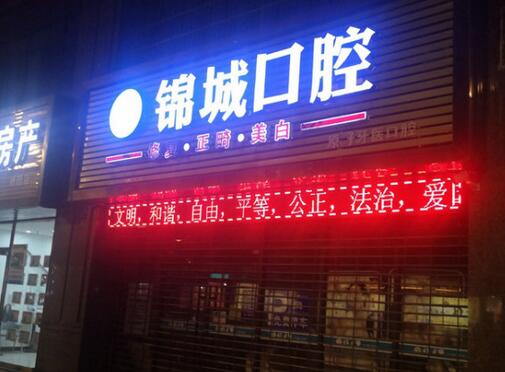 锦城口腔
修复·正畸·美白
文明，和谐，自由，平等，公正，法治，爱
房产